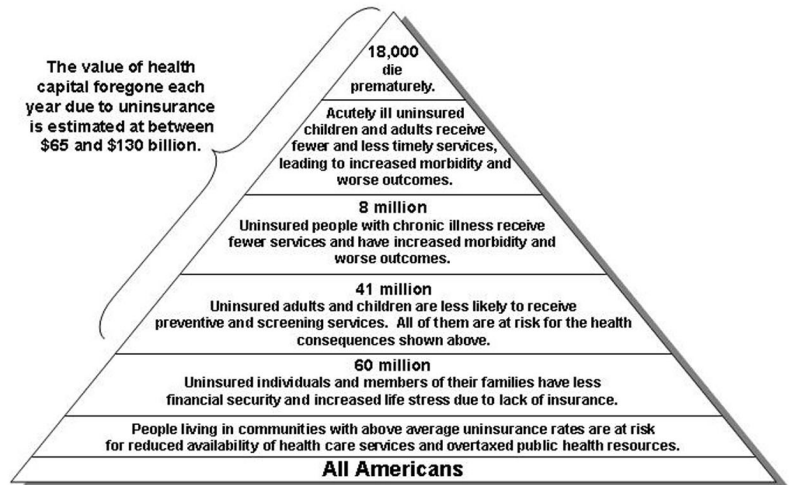 The value of health
capital foregone each
year due to uninsurance
is estimated at between
$65 and $130 billion.
18,000
die
prematurely.
Acutely ill uninsured
children and adults receive
fewer and less timely services,
leading to increased morbidity and
worse outcomes.
8 million
Uninsured people with chronic illness receive
fewer services and have increased morbidity and
worse outcomes.
41 million
Uninsured adults and children are less likely to receive
preventive and screening services. All of them are at risk for the health
consequences shown above.
60 million
Uninsured individuals and members of their families have less
financial security and increased life stress due to lack of insurance.
People living in communities with above average uninsurance rates are at risk
for reduced availability of health care services and overtaxed public health resources.
All Americans